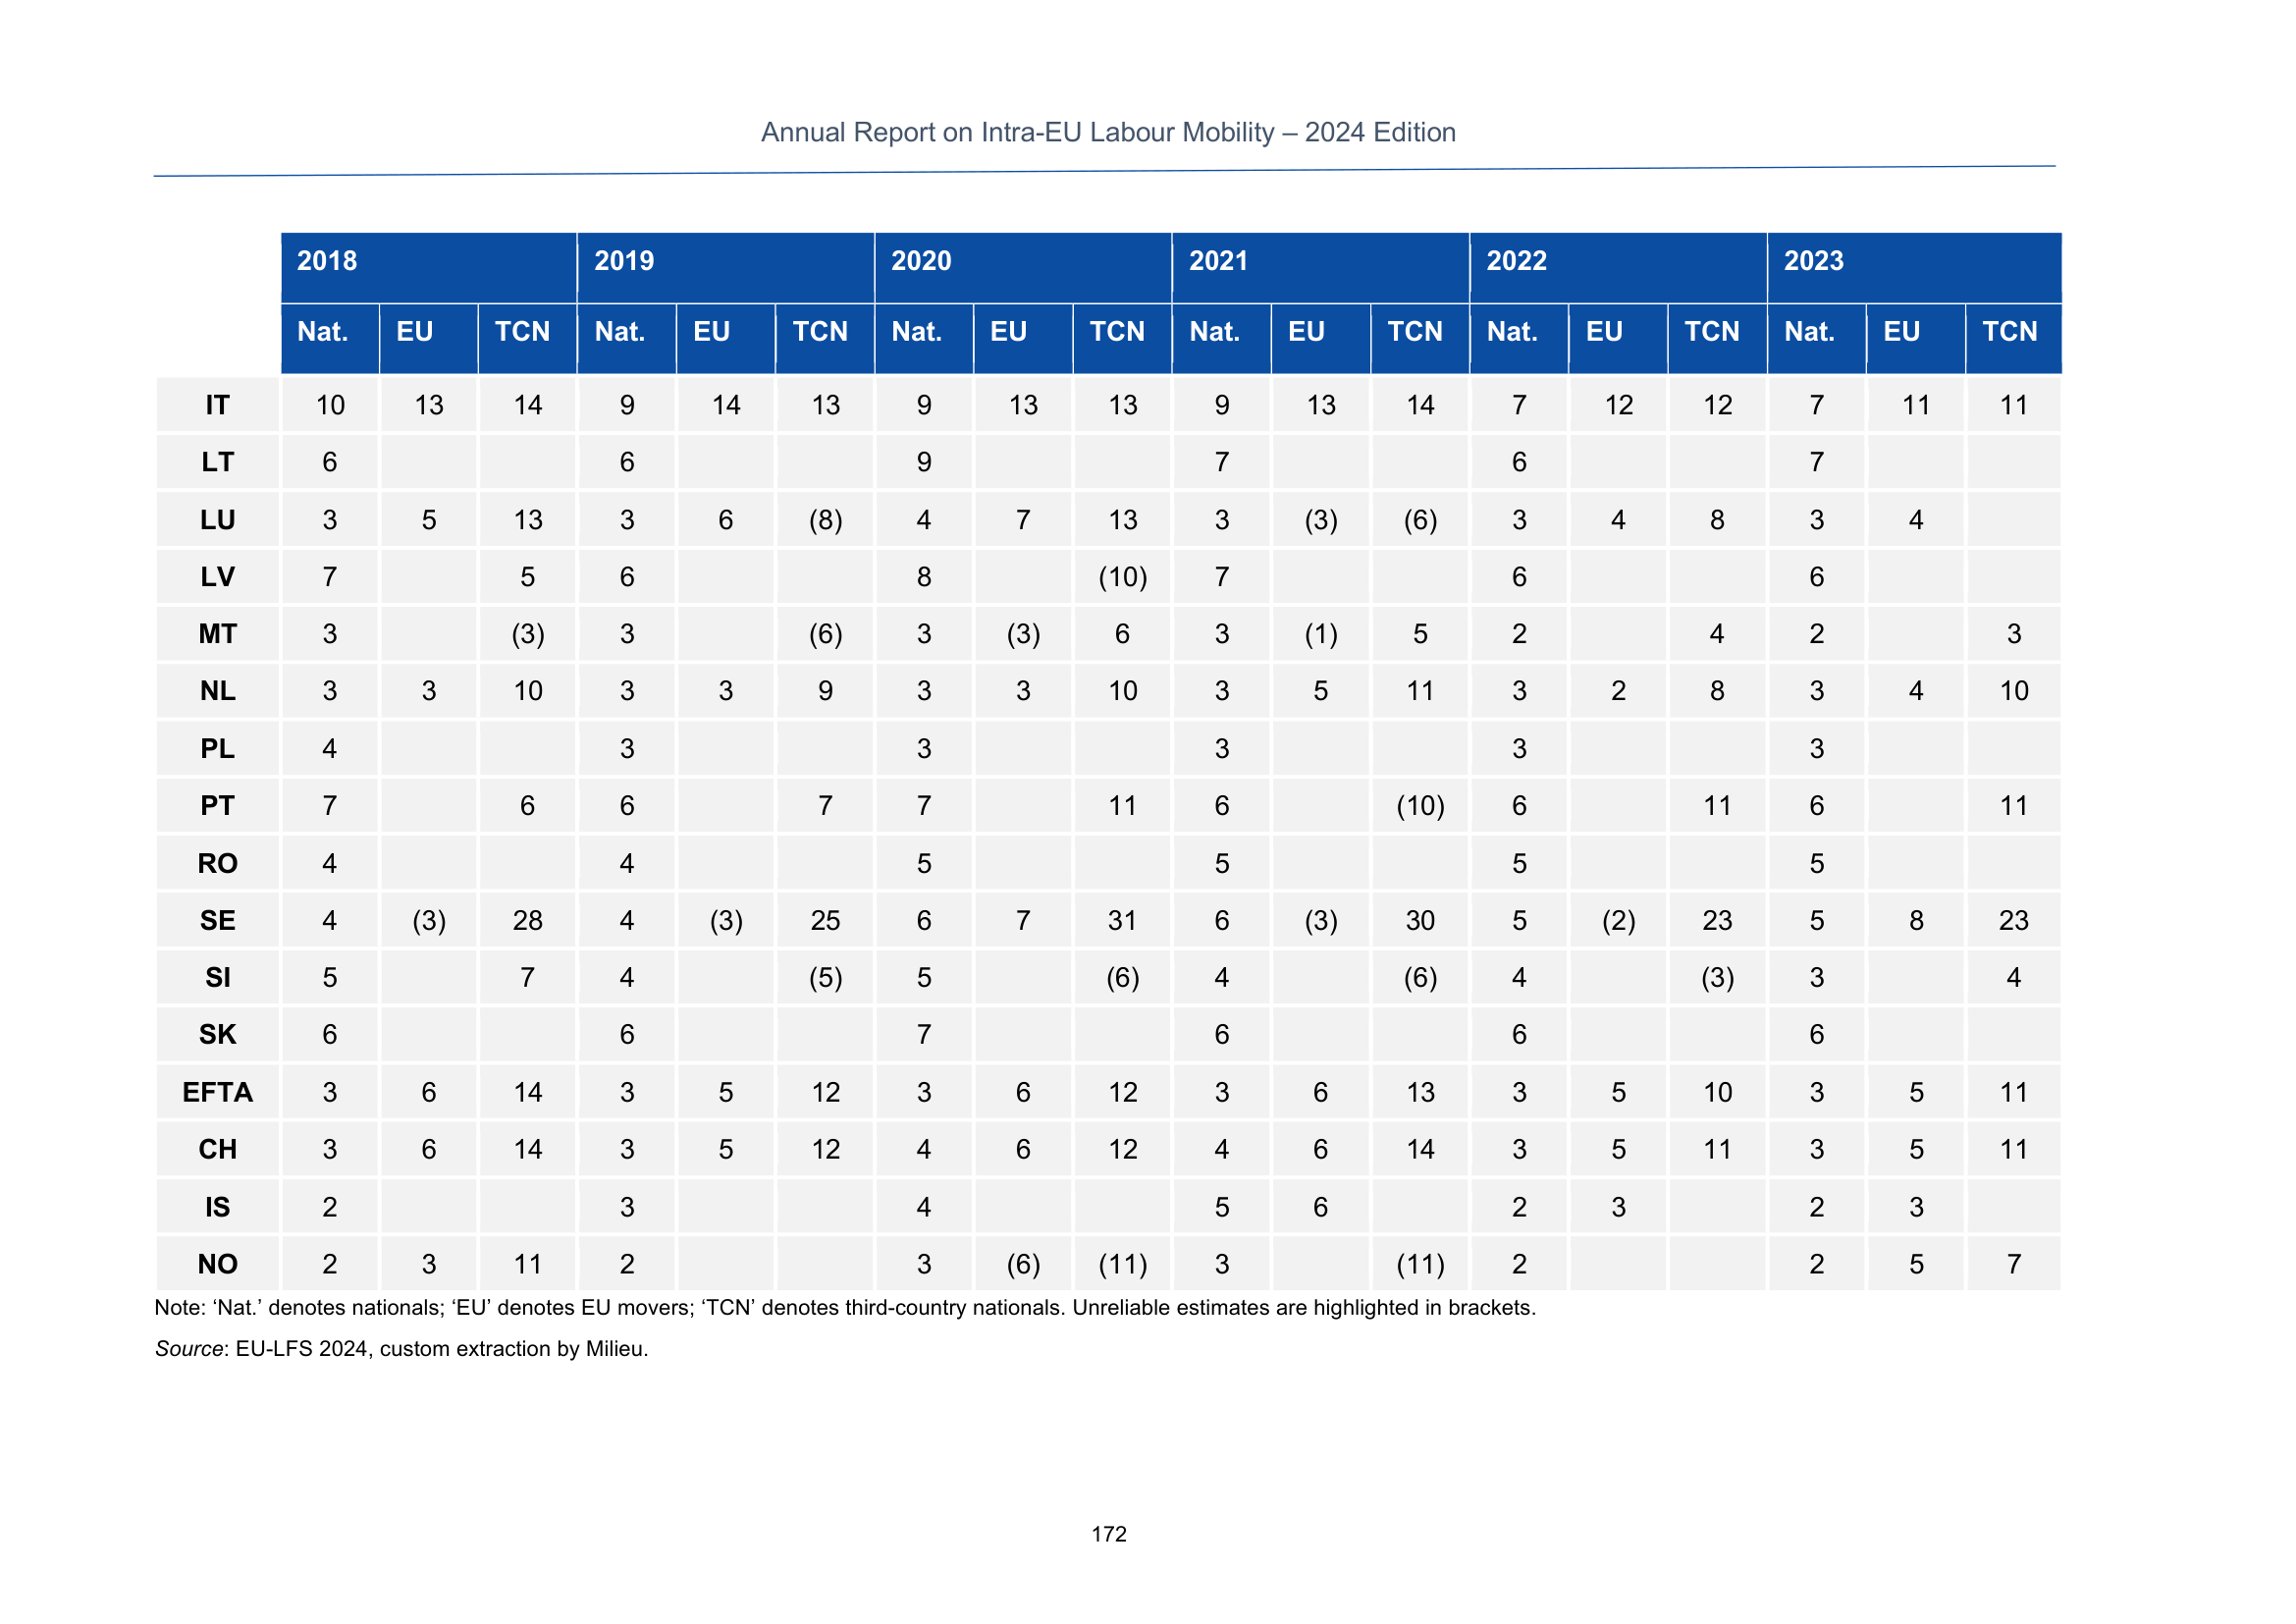 Annual Report on Intra-EU Labour Mobility – 2024 Edition
2018 2019 2020 2021 2022 2023
Nat. EU TCN Nat. EU TCN Nat. EU TCN Nat. EU TCN Nat. EU TCN Nat. EU TCN
IT 10 13 14 9 14 13 9 13 13 9 13 14 7 12 12 7 11 11
LT 6 6 9 7 6 7
LU 3 5 13 3 6 (8) 4 7 13 3 (3) (6) 3 4 8 3 4
LV 7 5 6 8 (10) 7 6 6
MT 3 (3) 3 (6) 3 (3) 6 3 (1) 5 2 4 2 3
NL 3 3 10 3 3 9 3 3 10 3 5 11 3 2 8 3 4 10
PL 4 3 3 3 3 3
PT 7 6 6 7 7 11 6 (10) 6 11 6 11
RO 4 4 5 5 5 5
SE 4 (3) 28 4 (3) 25 6 7 31 6 (3) 30 5 (2) 23 5 8 23
SI 5 7 4 (5) 5 (6) 4 (6) 4 (3) 3 4
SK 6 6 7 6 6 6
EFTA 3 6 14 3 5 12 3 6 12 3 6 13 3 5 10 3 5 11
CH 3 6 14 3 5 12 4 6 12 4 6 14 3 5 11 3 5 11
IS 2 3 4 5 6 2 3 2 3
NO 2 3 11 2 3 (6) (11) 3 (11) 2 2 5 7
Note: ‘Nat.’ denotes nationals; ‘EU’ denotes EU movers; ‘TCN’ denotes third-country nationals. Unreliable estimates are highlighted in brackets.
Source: EU-LFS 2024, custom extraction by Milieu.
172